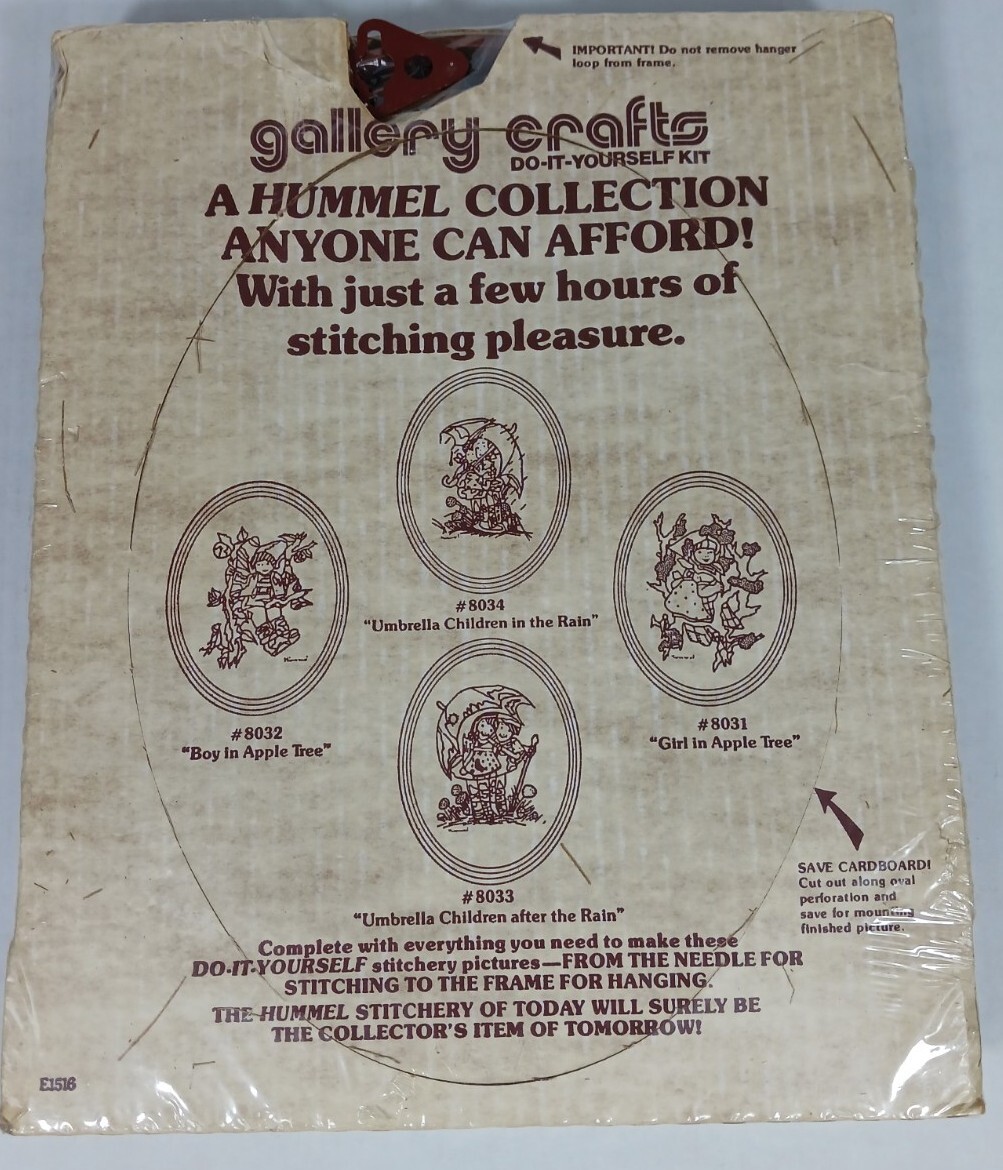 IMPORTANT! Do not remove hanger
loop from frame.
gallery crafts
DO-IT-YOURSELF KIT
A HUMMEL COLLECTION
ANYONE CAN AFFORD!
With just a few hours of
stitching pleasure.
#8034
"Umbrella Children in the Rain"
#8032
"Boy in Apple Tree"
#8031
"Girl in Apple Tree"
#8033
"Umbrella Children after the Rain"
SAVE CARDBOARD!
Cut out along oval
perforation and
save for mounting
finished picture.
Complete with everything you need to make these
DO-IT-YOURSELF stitchery pictures—FROM THE NEEDLE FOR
STITCHING TO THE FRAME FOR HANGING.
THE HUMMEL STITCHERY OF TODAY WILL SURELY BE
THE COLLECTOR'S ITEM OF TOMORROW!
E1516